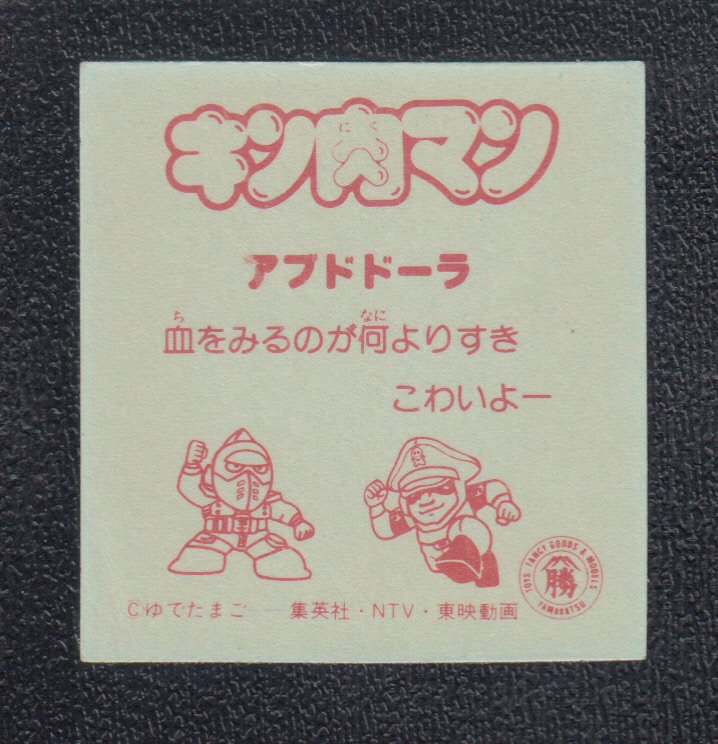 キン肉マン
にく
アブドドーラ
ち なに
血をみるのが何よりすき
こわいよー
©ゆでたまご 集英社・NTV・東映動画
TOYS FANCY GOODS & MODELS
勝
YAMAKATSU